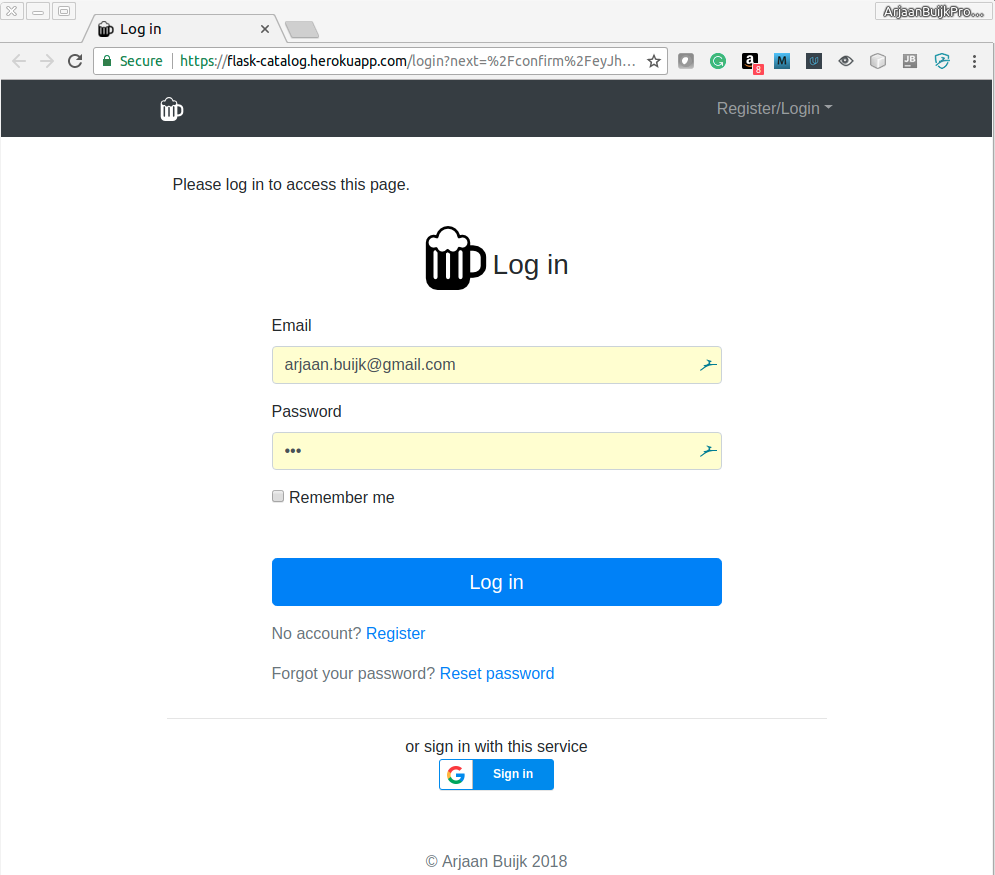 Log in
ArjaanBuijkPro...
Secure
https://flask-catalog.herokuapp.com/login?next=%2Fconfirm%2FeyJh...
a
8
M
U
JB
Register/Login
Please log in to access this page.
Log in
Email
arjaan.buijk@gmail.com
Password
•••
Remember me
Log in
No account? Register
Forgot your password? Reset password
or sign in with this service
G Sign in
© Arjaan Buijk 2018